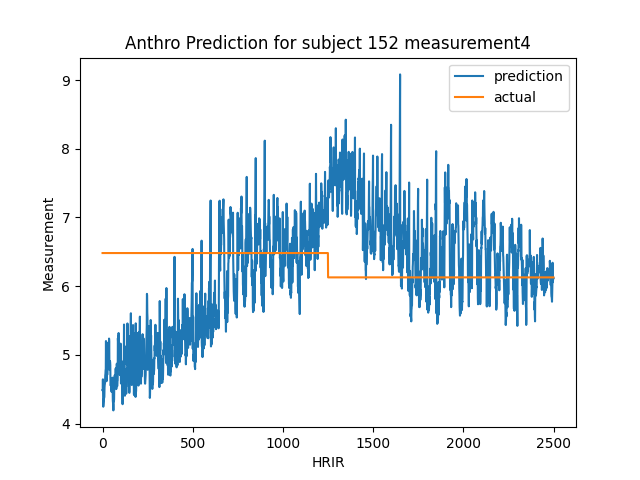 Anthro Prediction for subject 152 measurement4
prediction
actual
Measurement
9
8
7
6
5
4
0
500
1000
1500
2000
2500
HRIR